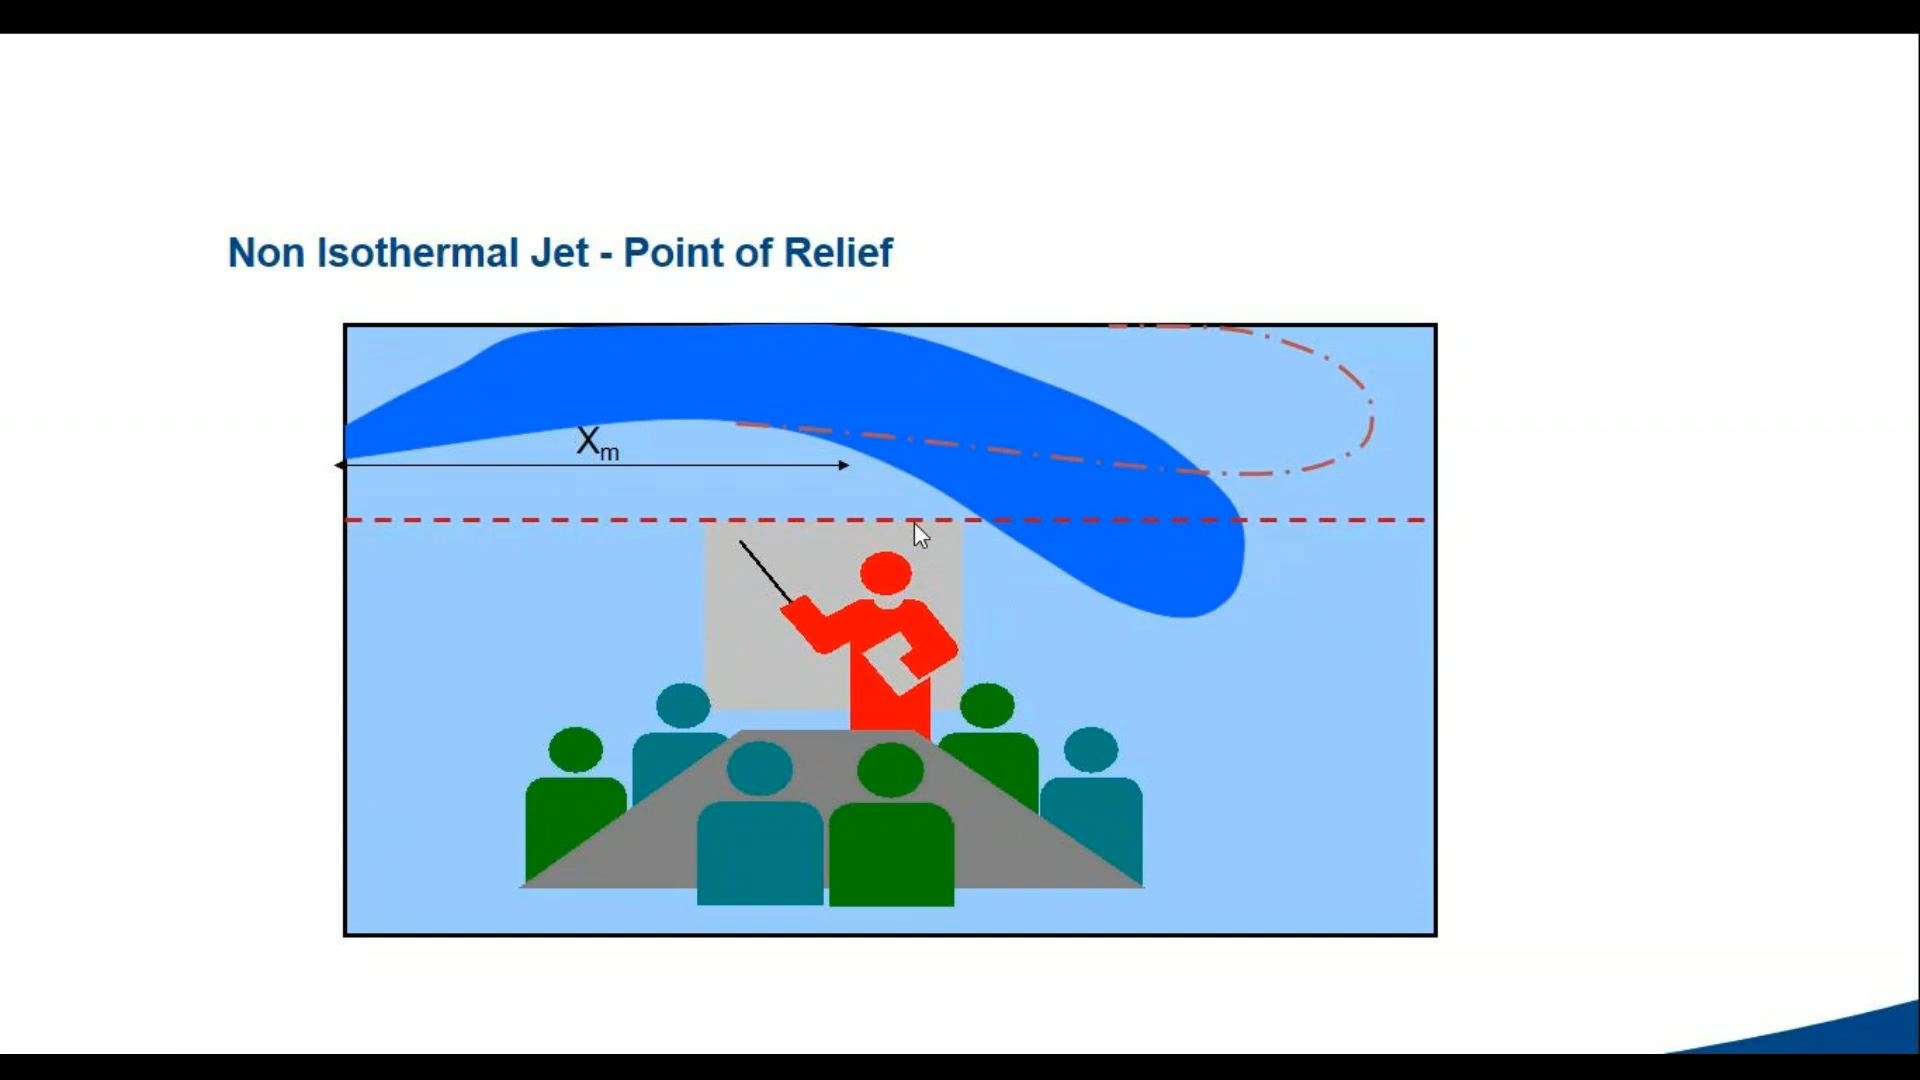 Non Isothermal Jet - Point of Relief
Xm